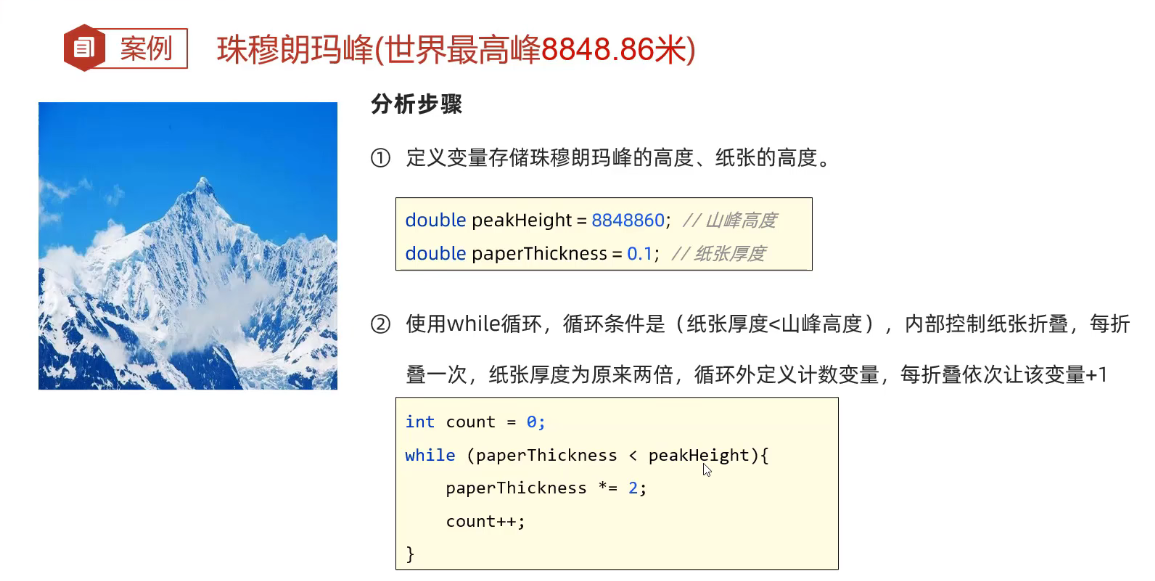 案例
珠穆朗玛峰(世界最高峰8848.86米)
分析步骤
① 定义变量存储珠穆朗玛峰的高度、纸张的高度。
double peakHeight = 8848860; // 山峰高度
double paperThickness = 0.1; // 纸张厚度
② 使用while循环，循环条件是（纸张厚度<山峰高度），内部控制纸张折叠，每折
叠一次，纸张厚度为原来两倍，循环外定义计数变量，每折叠依次让该变量+1
int count = 0;
while (paperThickness < peakHeight){
paperThickness *= 2;
count++;
}